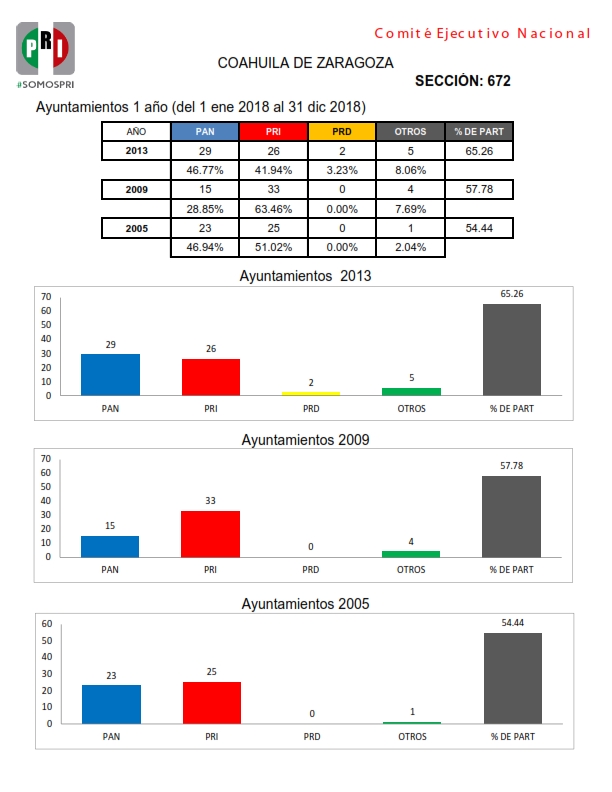 PRI
#SOMOSPRI
Comité Ejecutivo Nacional
COAHUILA DE ZARAGOZA
SECCIÓN: 672
Ayuntamientos 1 año (del 1 ene 2018 al 31 dic 2018)
AÑO PAN PRI PRD OTROS % DE PART
2013 29 26 2 5 65.26
46.77% 41.94% 3.23% 8.06%
2009 15 33 0 4 57.78
28.85% 63.46% 0.00% 7.69%
2005 23 25 0 1 54.44
46.94% 51.02% 0.00% 2.04%
Ayuntamientos 2013
70
60
50
40
30
20
10
0
29 26 2 5 65.26
PAN PRI PRD OTROS % DE PART
Ayuntamientos 2009
70
60
50
40
30
20
10
0
15 33 0 4 57.78
PAN PRI PRD OTROS % DE PART
Ayuntamientos 2005
60
50
40
30
20
10
0
23 25 0 1 54.44
PAN PRI PRD OTROS % DE PART